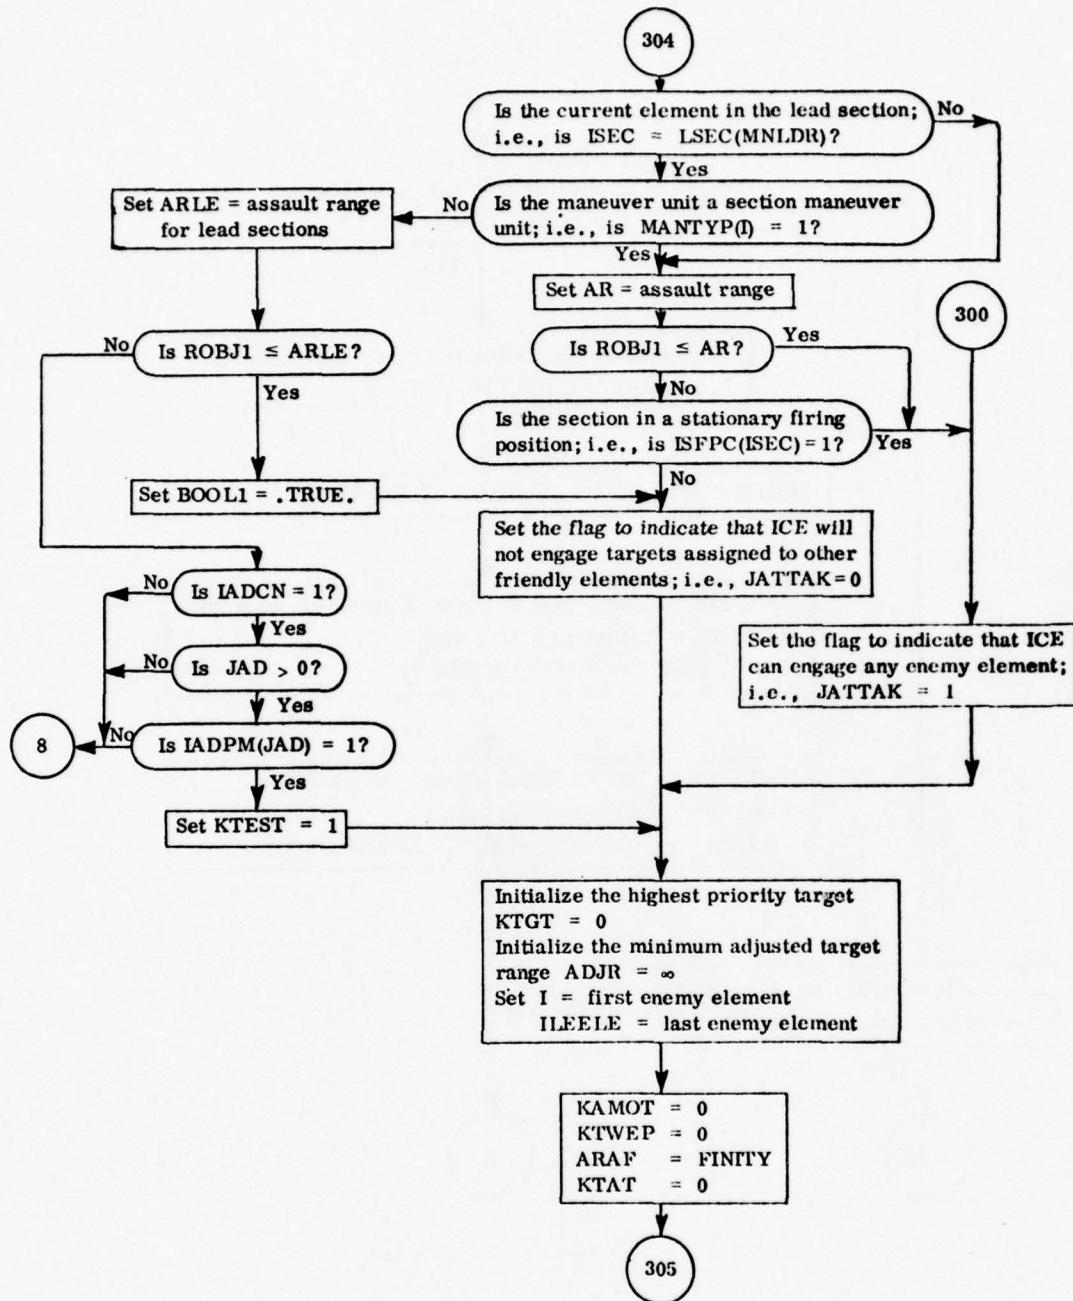 304
Is the current element in the lead section;
i.e., is ISEC = LSEC(MNLDR)?
No
Yes
Is the maneuver unit a section maneuver
unit; i.e., is MANTYP(I) = 1?
No
Yes
Set ARLE = assault range
for lead sections
Set AR = assault range
300
Is ROBJ1 ≤ ARLE?
No
Yes
Is ROBJ1 ≤ AR?
Yes
No
Is the section in a stationary firing
position; i.e., is ISFPC(ISEC)=1?
Yes
No
Set BOOL1 = .TRUE.
Set the flag to indicate that ICE will
not engage targets assigned to other
friendly elements; i.e., JATTAK=0
Is IADCN = 1?
No
Yes
Set the flag to indicate that ICE
can engage any enemy element;
i.e., JATTAK = 1
Is JAD > 0?
No
Yes
8
No
Is IADPM(JAD) = 1?
Yes
Set KTEST = 1
Initialize the highest priority target
KTGT = 0
Initialize the minimum adjusted target
range ADJR = ∞
Set I = first enemy element
ILEELE = last enemy element
KAMOT = 0
KTWEP = 0
ARAF = FINITY
KTAT = 0
305